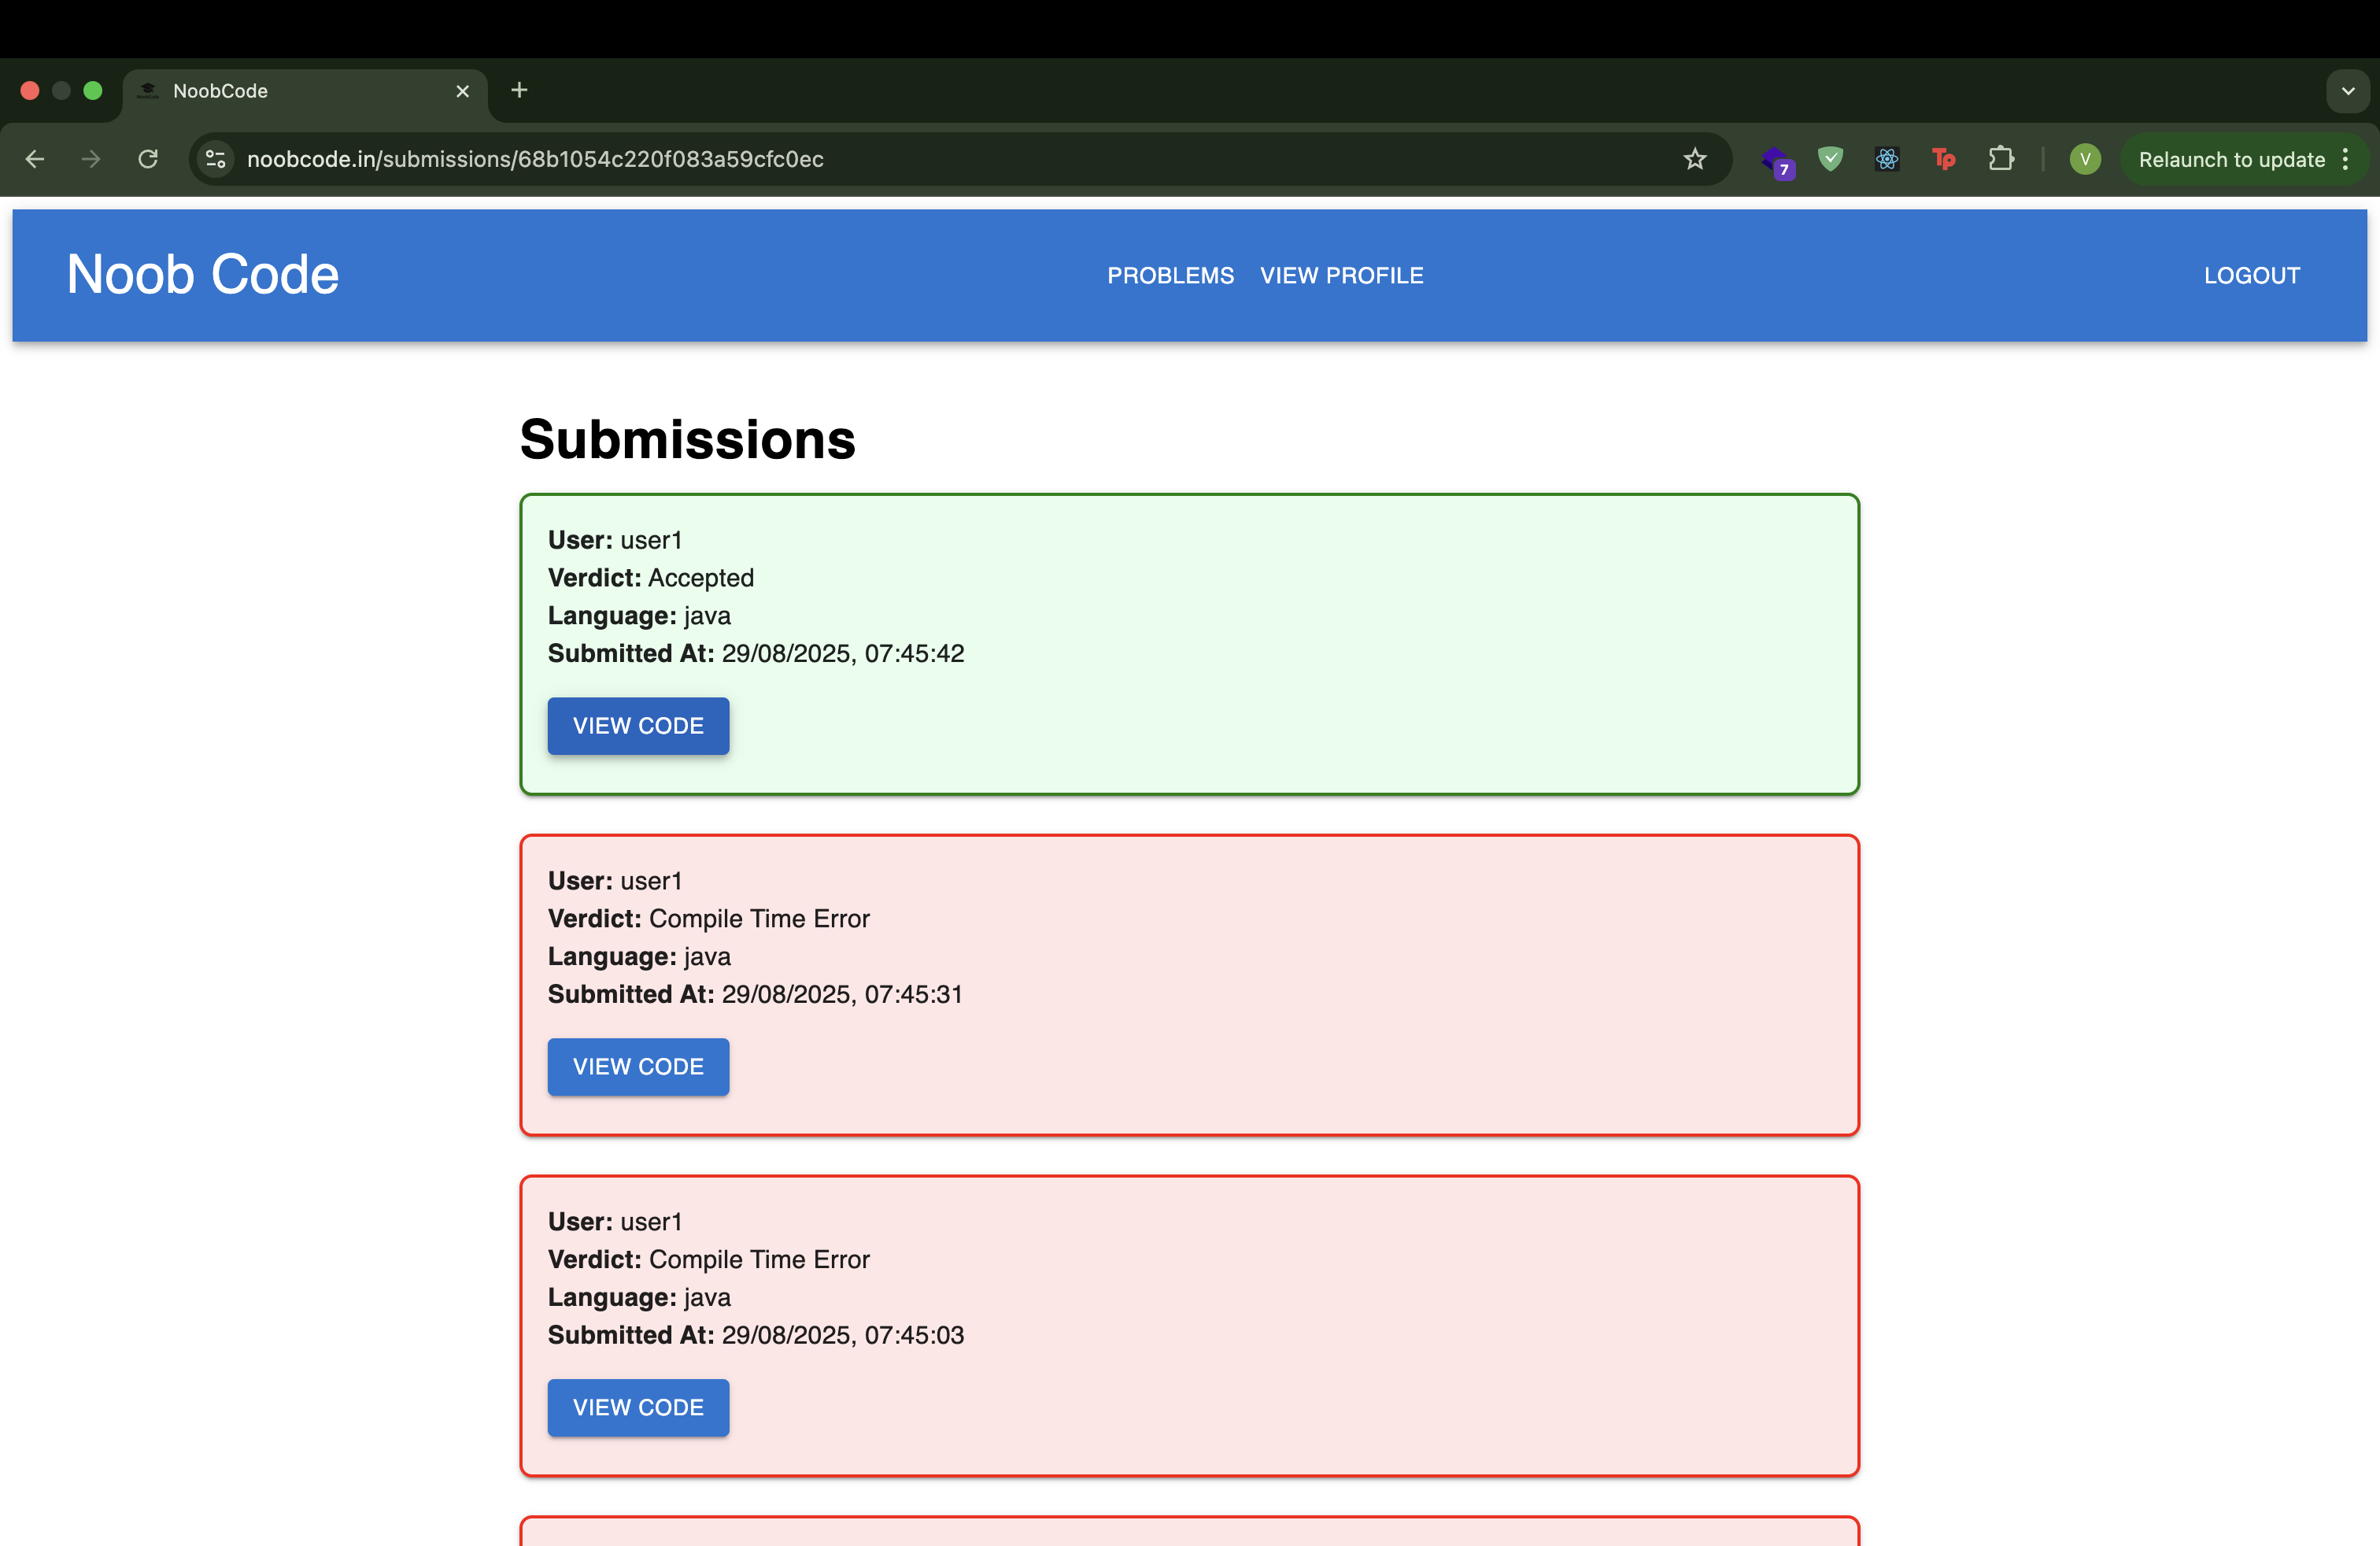 NoobCode
noobcode.in/submissions/68b1054c220f083a59cfc0ec
7
Tp
V
Relaunch to update
Noob Code
PROBLEMS
VIEW PROFILE
LOGOUT
Submissions
User: user1
Verdict: Accepted
Language: java
Submitted At: 29/08/2025, 07:45:42
VIEW CODE
User: user1
Verdict: Compile Time Error
Language: java
Submitted At: 29/08/2025, 07:45:31
VIEW CODE
User: user1
Verdict: Compile Time Error
Language: java
Submitted At: 29/08/2025, 07:45:03
VIEW CODE